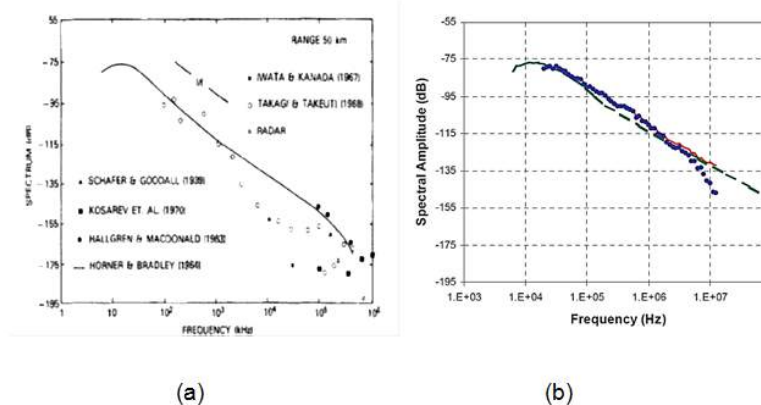 -55
-75
-95
-115
-135
-155
-175
-195
RANGE 50 km
IWATA & KANADA (1967)
TAKAGI & TAKEUTI (1968)
RADAR
SCHAFER & GOODALL (1939)
KOSAREV ET. AL. (1970)
HALLGREN & MACDONALD (1963)
HORNER & BRADLEY (1964)
1
10
10²
10³
10⁴
10⁵
FREQUENCY (kHz)
Spectral Amplitude (dB)
-55
-75
-95
-115
-135
-155
-175
-195
1.E+03
1.E+04
1.E+05
1.E+06
1.E+07
Frequency (Hz)
(a)
(b)